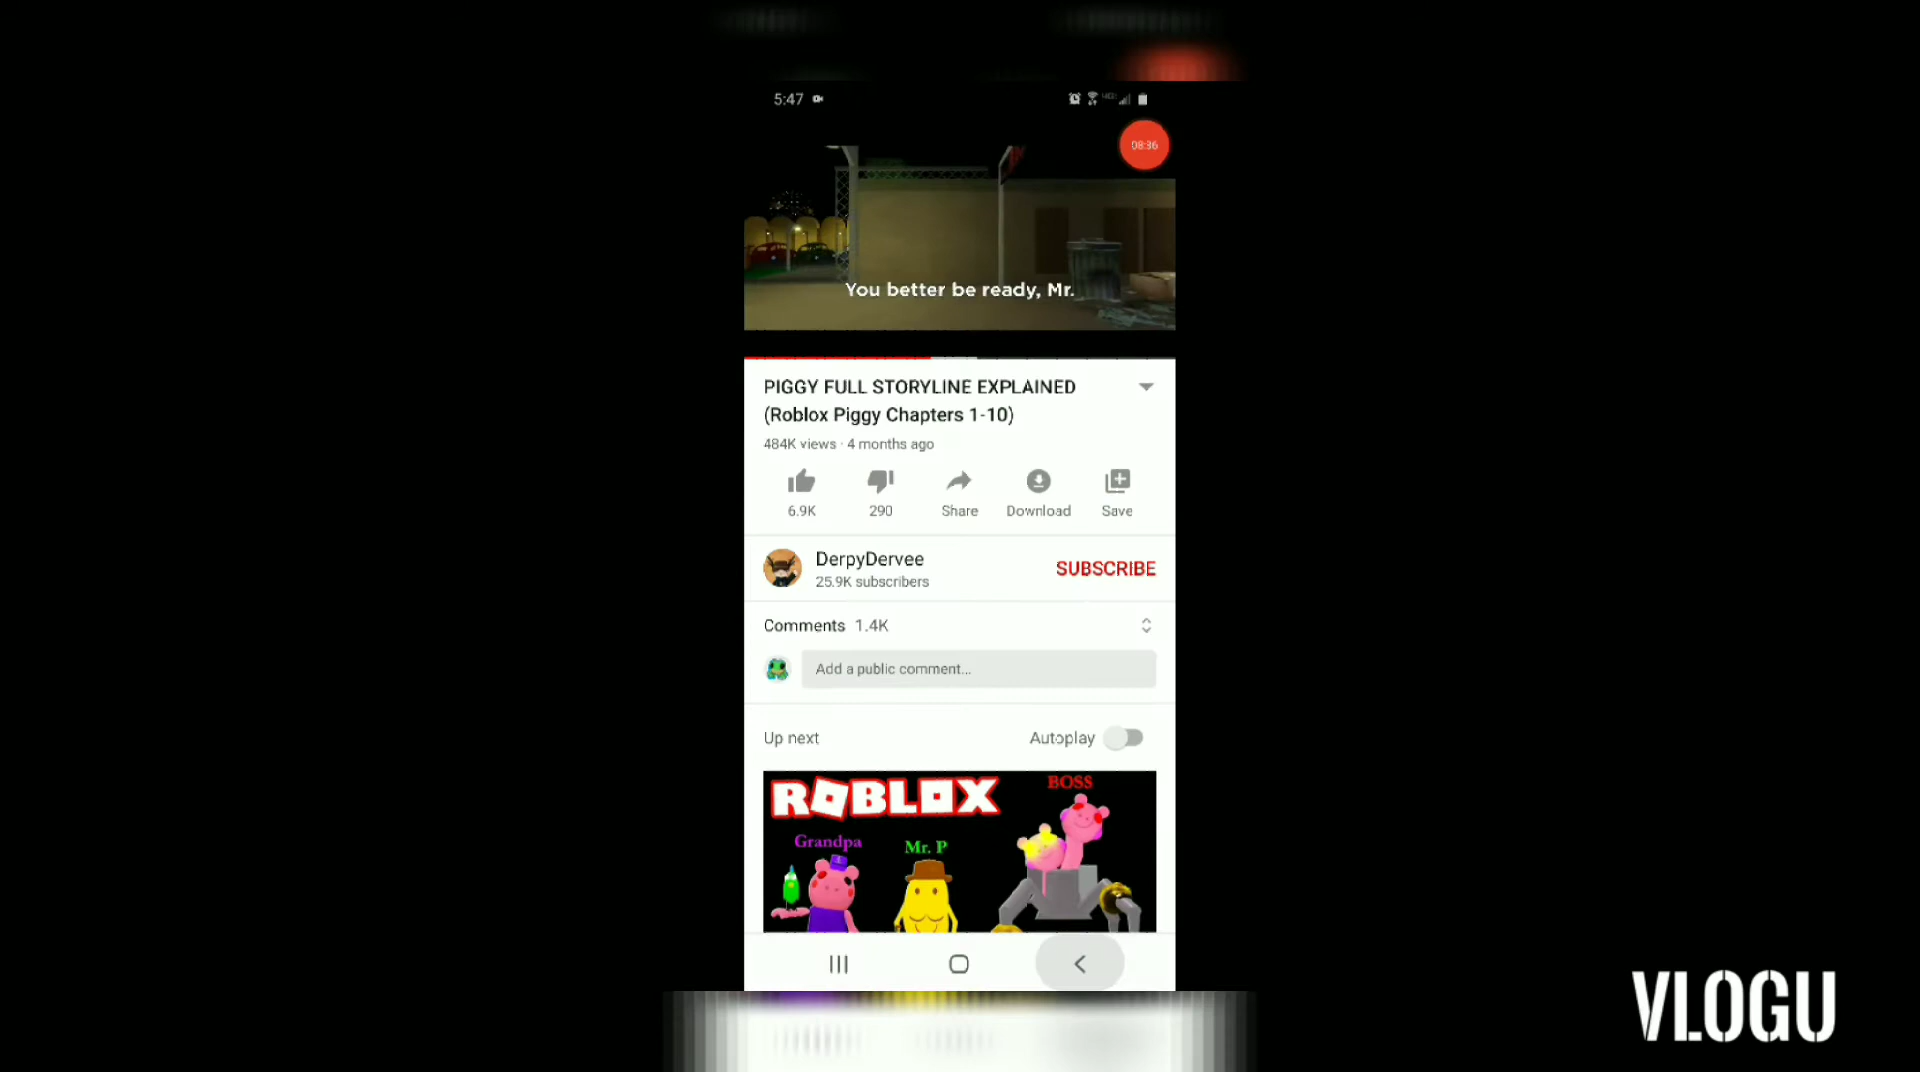 5:47
08:36
You better be ready, Mr.
PIGGY FULL STORYLINE EXPLAINED
(Roblox Piggy Chapters 1-10)
484K views · 4 months ago
6.9K 290 Share Download Save
DerpyDervee
25.9K subscribers
SUBSCRIBE
Comments 1.4K
Add a public comment...
Up next Autoplay
ROBLOX
BOSS
Grandpa
Mr. P
VLOGU